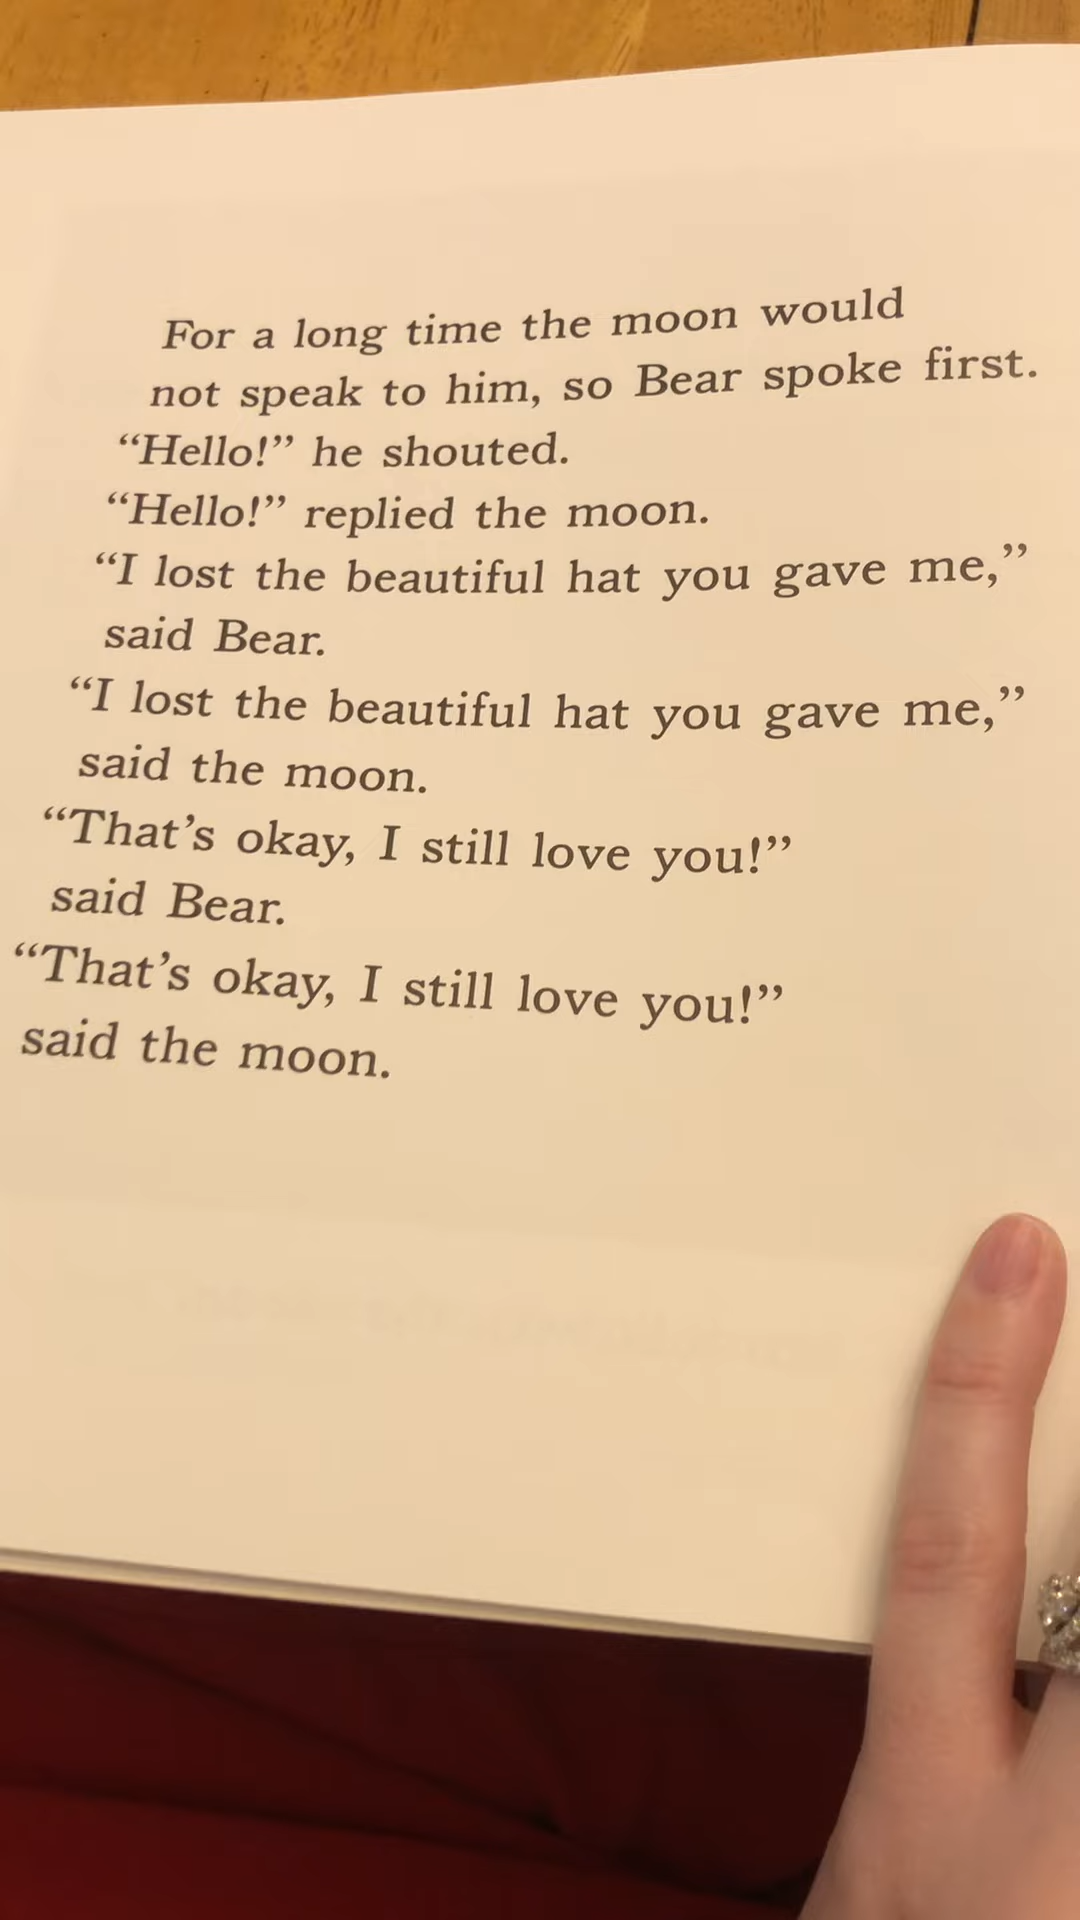 For a long time the moon would
not speak to him, so Bear spoke first.
“Hello!” he shouted.
“Hello!” replied the moon.
“I lost the beautiful hat you gave me,”
said Bear.
“I lost the beautiful hat you gave me,”
said the moon.
“That’s okay, I still love you!”
said Bear.
“That’s okay, I still love you!”
said the moon.